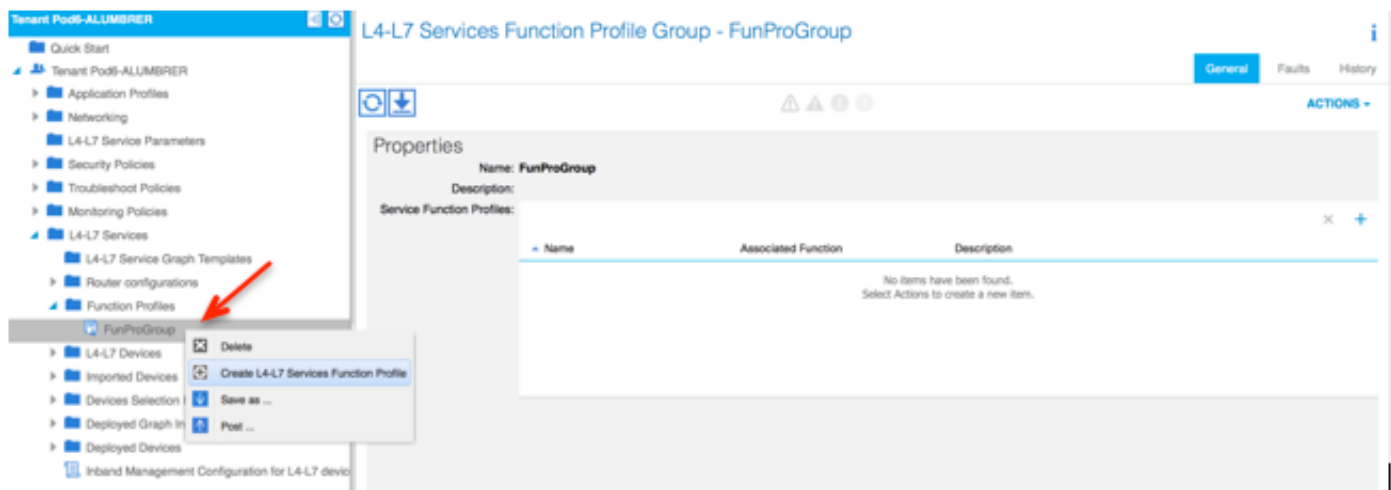 Tenant Pod6-ALUMBRER
Quick Start
Tenant Pod6-ALUMBRER
Application Profiles
Networking
L4-L7 Service Parameters
Security Policies
Troubleshoot Policies
Monitoring Policies
L4-L7 Services
L4-L7 Service Graph Templates
Router configurations
Function Profiles
FunProGroup
L4-L7 Devices
Imported Devices
Devices Selection
Deployed Graph In
Deployed Devices
Inband Management Configuration for L4-L7 devic
Delete
Create L4-L7 Services Function Profile
Save as ...
Post ...
L4-L7 Services Function Profile Group - FunProGroup
i
General Faults History
ACTIONS
Properties
Name: FunProGroup
Description:
Service Function Profiles:
Name Associated Function Description
No items have been found.
Select Actions to create a new item.